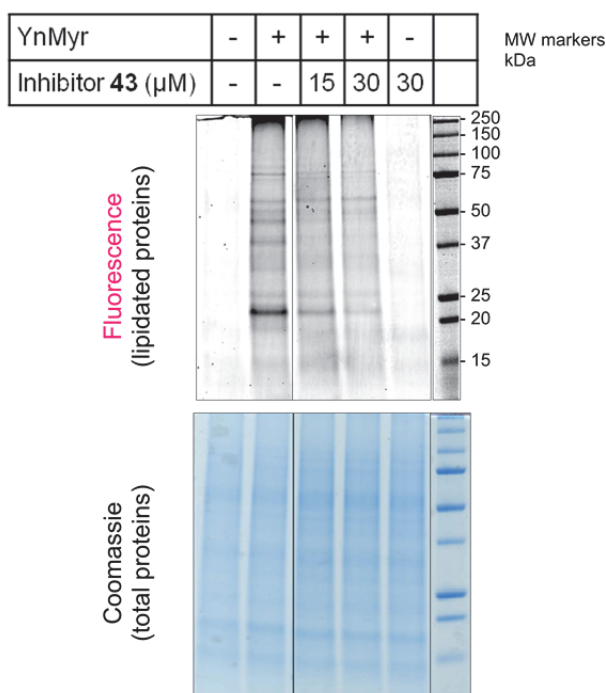 YnMyr - + + + -
MW markers
kDa
Inhibitor 43 (µM) - - 15 30 30
Fluorescence
(lipidated proteins)
250
150
100
75
50
37
25
20
15
Coomassie
(total proteins)